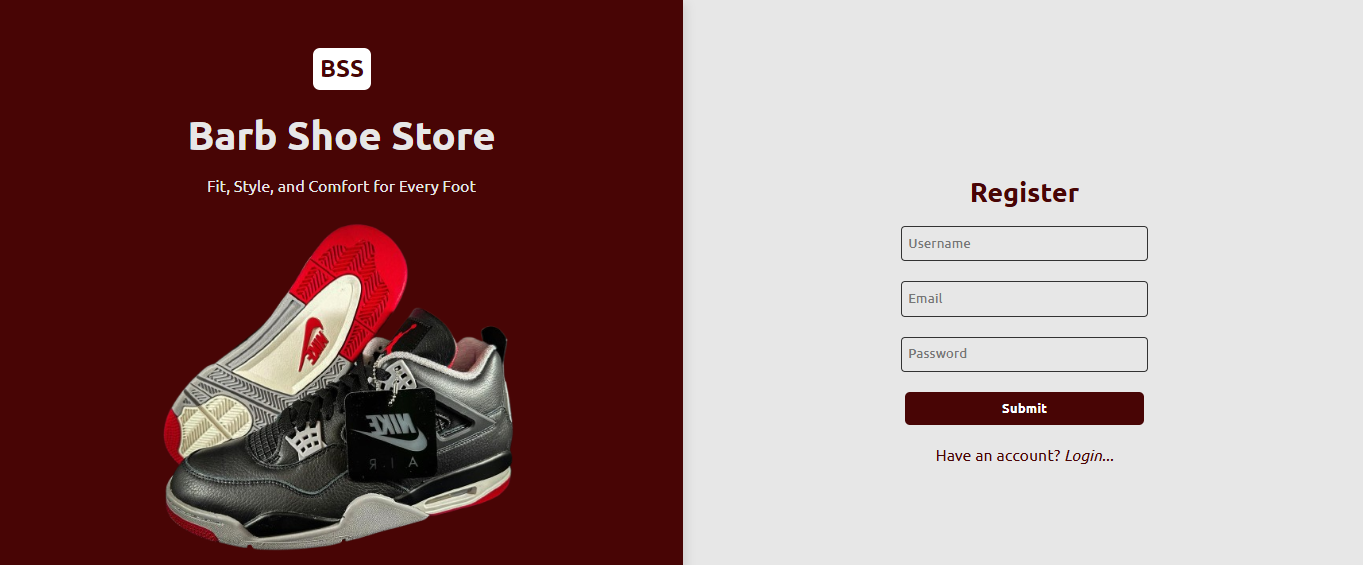 BSS
Barb Shoe Store
Fit, Style, and Comfort for Every Foot
NIKE
NIKE
AIR
Register
Username
Email
Password
Submit
Have an account? Login...